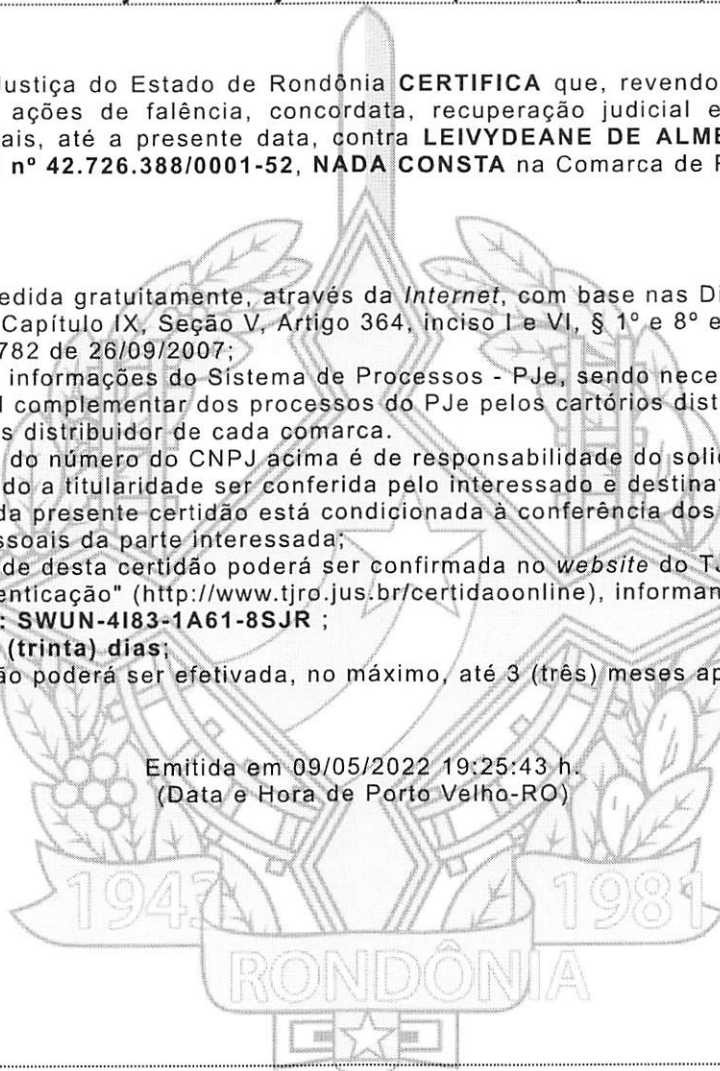 Justiça do Estado de Rondônia CERTIFICA que, revendo
ações de falência, concordata, recuperação judicial e
ais, até a presente data, contra LEIVYDEANE DE ALME
nº 42.726.388/0001-52, NADA CONSTA na Comarca de
edida gratuitamente, através da Internet, com base nas Di
Capítulo IX, Seção V, Artigo 364, inciso I e VI, § 1º e 8º e
782 de 26/09/2007;
informações do Sistema de Processos - PJe, sendo nece
l complementar dos processos do PJe pelos cartórios dist
s distribuidor de cada comarca.
do número do CNPJ acima é de responsabilidade do soli
do a titularidade ser conferida pelo interessado e destinat
da presente certidão está condicionada à conferência dos
ssoais da parte interessada;
de desta certidão poderá ser confirmada no website do TJ
enticação" (http://www.tjro.jus.br/certidaoonline), informan
: SWUN-4I83-1A61-8SJR ;
(trinta) dias;
ão poderá ser efetivada, no máximo, até 3 (três) meses ap
Emitida em 09/05/2022 19:25:43 h.
(Data e Hora de Porto Velho-RO)
1943
1981
RONDÔNIA